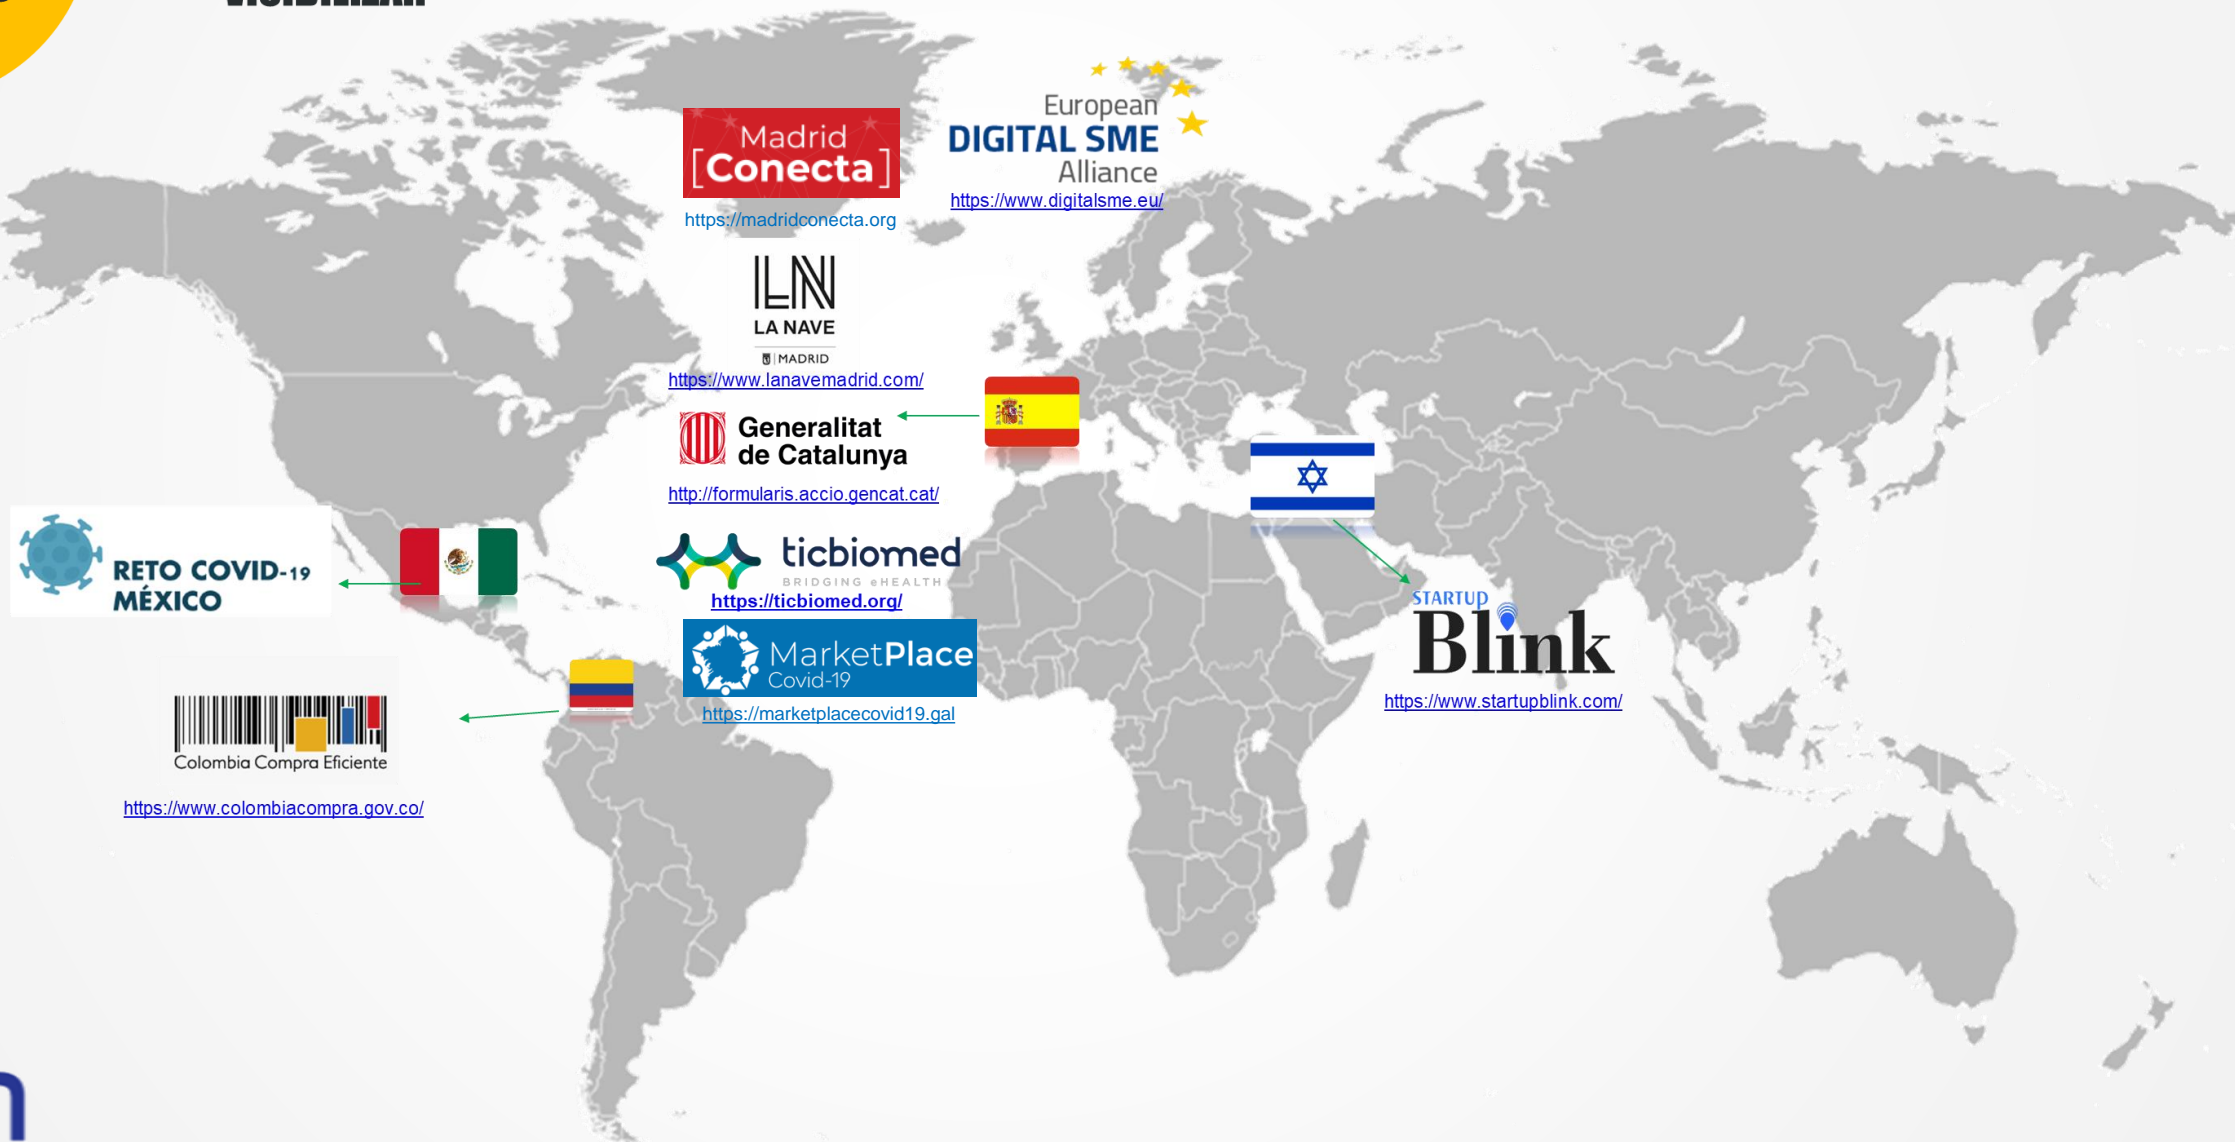 Madrid
[Conecta]
https://madridconecta.org
European
DIGITAL SME
Alliance
https://www.digitalsme.eu/
LN
LA NAVE
MADRID
https://www.lanavemadrid.com/
Generalitat
de Catalunya
http://formularis.accio.gencat.cat/
ticbiomed
BRIDGING eHEALTH
https://ticbiomed.org/
MarketPlace
Covid-19
https://marketplacecovid19.gal
RETO COVID-19
MÉXICO
Colombia Compra Eficiente
https://www.colombiacompra.gov.co/
STARTUP
Blink
https://www.startupblink.com/